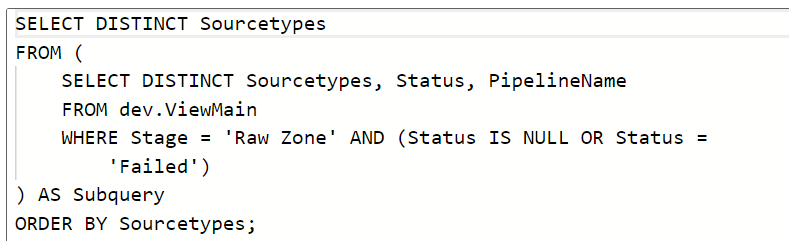 SELECT DISTINCT Sourcetypes
FROM (
    SELECT DISTINCT Sourcetypes, Status, PipelineName
    FROM dev.ViewMain
    WHERE Stage = 'Raw Zone' AND (Status IS NULL OR Status =
        'Failed')
) AS Subquery
ORDER BY Sourcetypes;